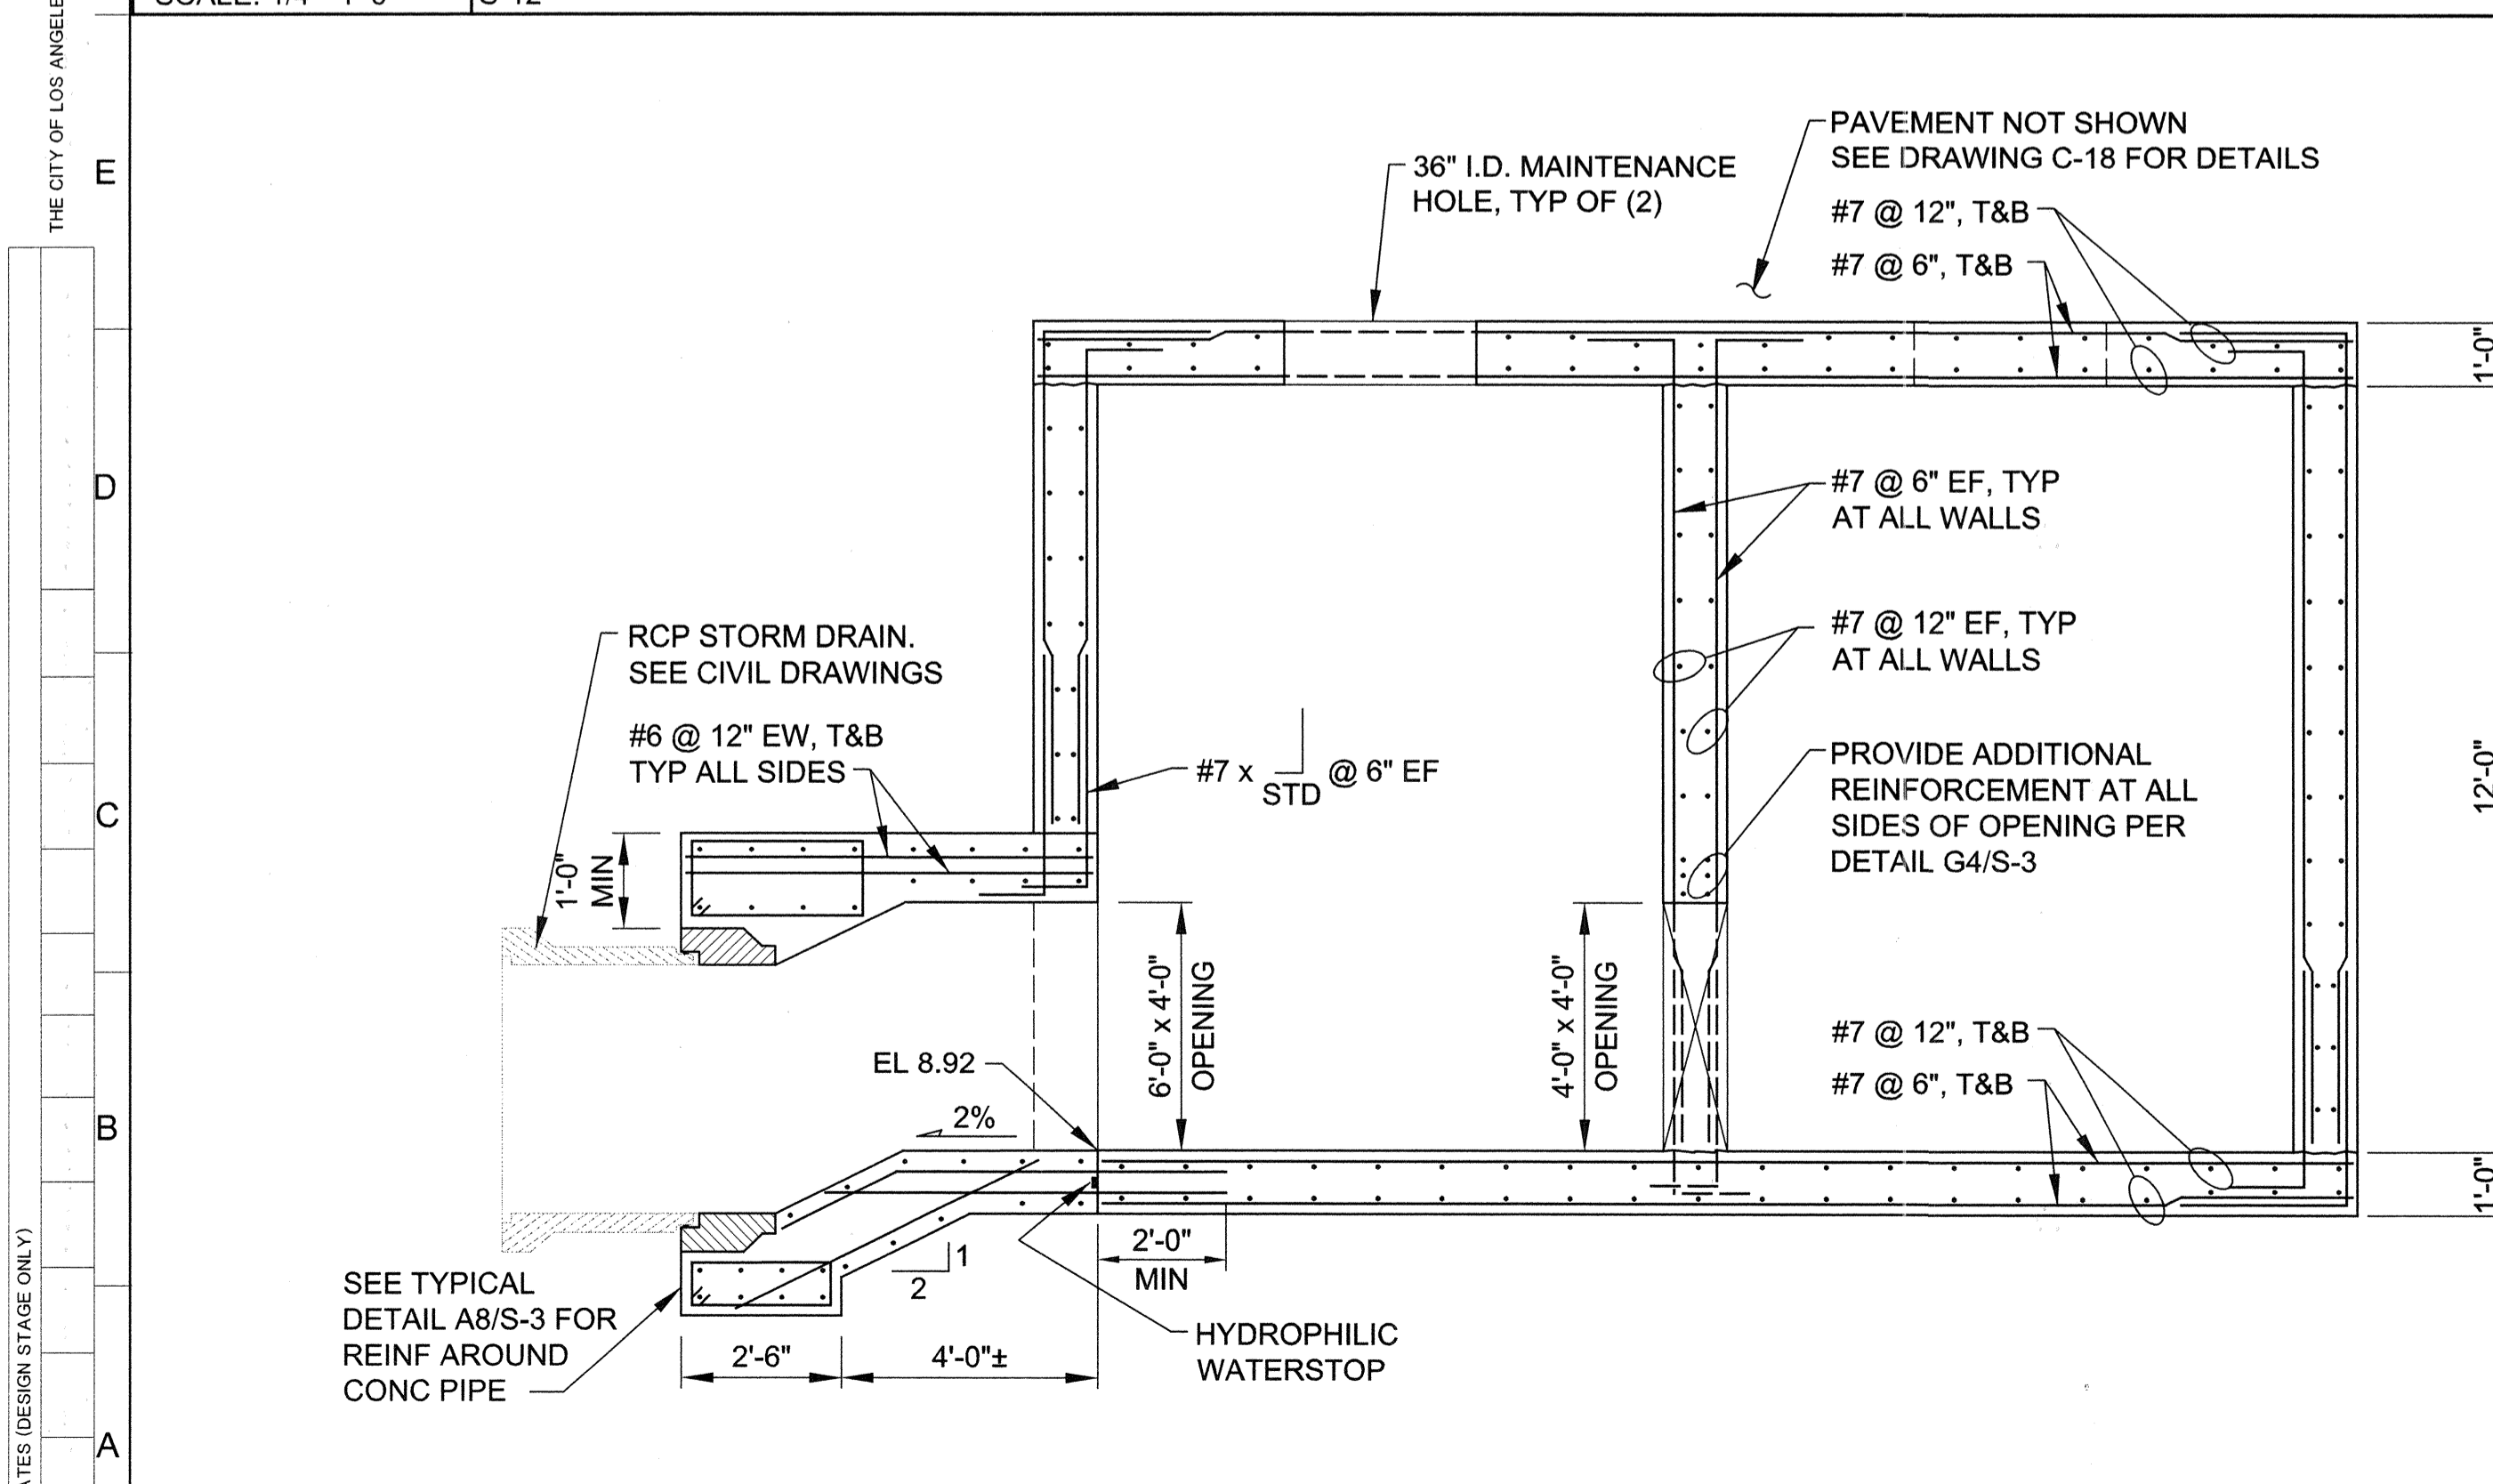 THE CITY OF LOS ANGELE
E
D
C
B
A
ATES (DESIGN STAGE ONLY)
36" I.D. MAINTENANCE
HOLE, TYP OF (2)
PAVEMENT NOT SHOWN
SEE DRAWING C-18 FOR DETAILS
#7 @ 12", T&B
#7 @ 6", T&B
1'-0"
#7 @ 6" EF, TYP
AT ALL WALLS
#7 @ 12" EF, TYP
AT ALL WALLS
RCP STORM DRAIN.
SEE CIVIL DRAWINGS
#6 @ 12" EW, T&B
TYP ALL SIDES
#7 x STD @ 6" EF
PROVIDE ADDITIONAL
REINFORCEMENT AT ALL
SIDES OF OPENING PER
DETAIL G4/S-3
12'-0"
1'-0"
MIN
6'-0" x 4'-0"
OPENING
4'-0" x 4'-0"
OPENING
EL 8.92
2%
#7 @ 12", T&B
#7 @ 6", T&B
1'-0"
1
2
2'-0"
MIN
SEE TYPICAL
DETAIL A8/S-3 FOR
REINF AROUND
CONC PIPE
2'-6"
4'-0"±
HYDROPHILIC
WATERSTOP